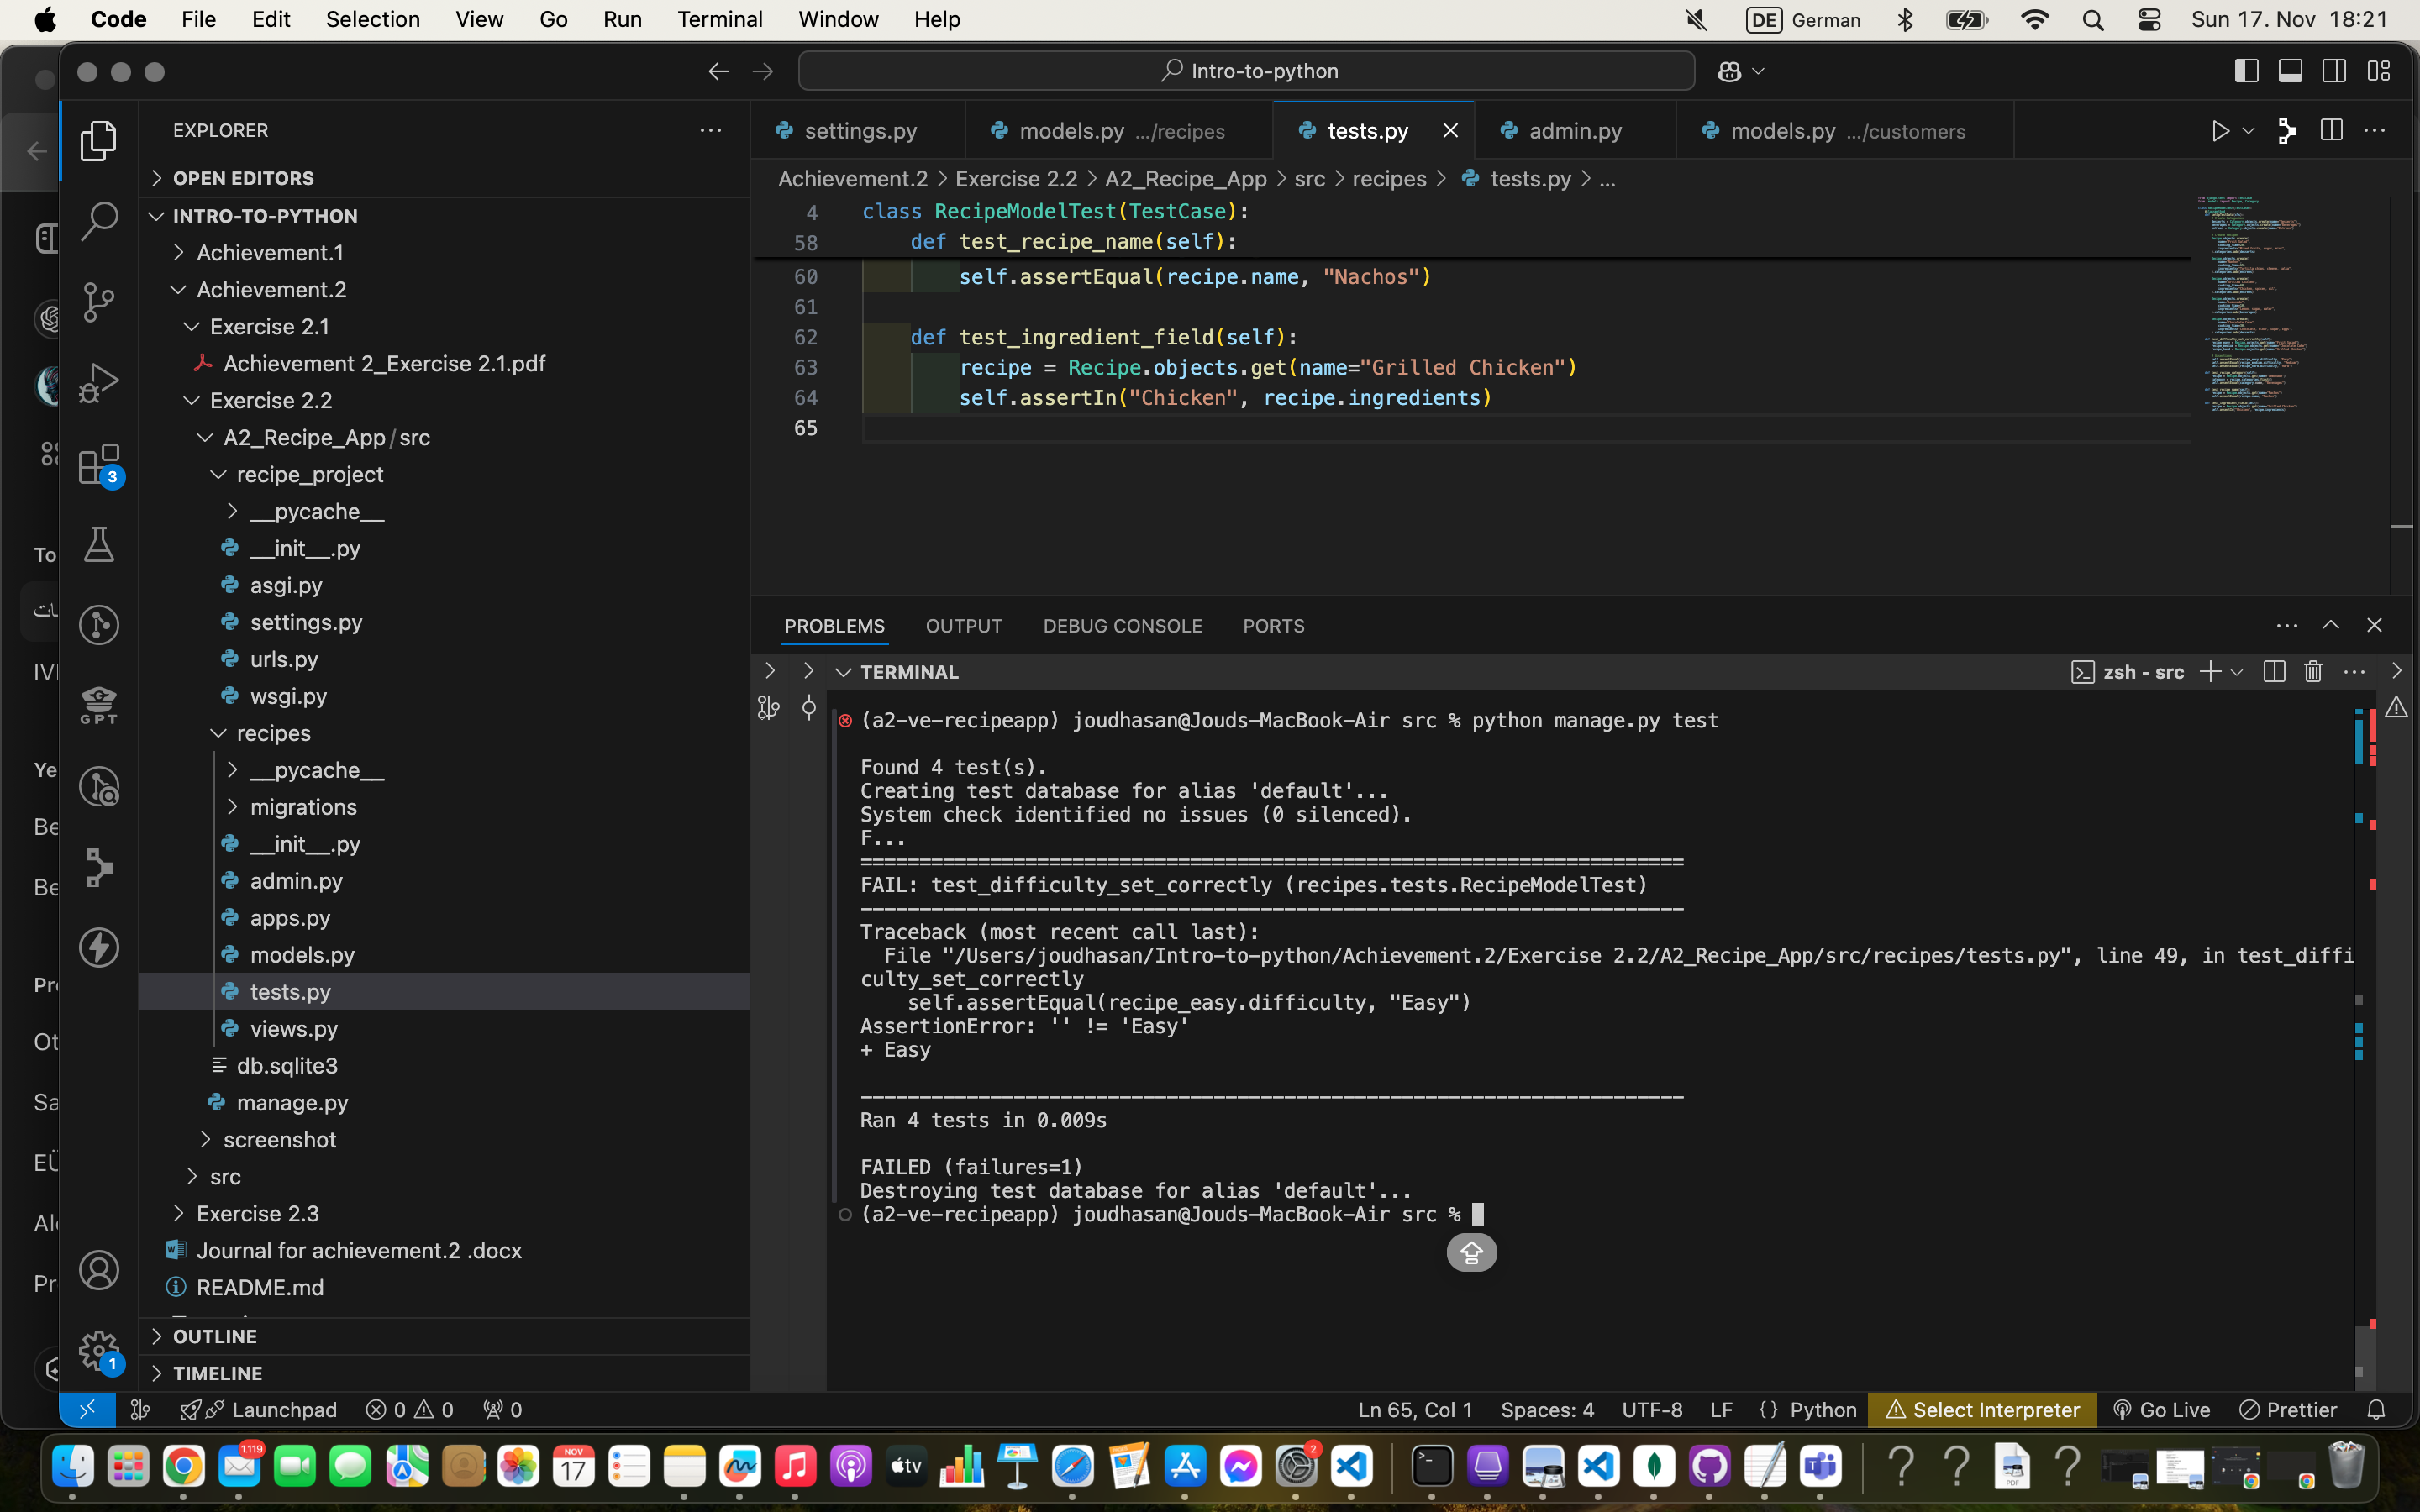 Code File Edit Selection View Go Run Terminal Window Help DE German Sun 17. Nov 18:21
Intro-to-python
EXPLORER
OPEN EDITORS
INTRO-TO-PYTHON
Achievement.1
Achievement.2
Exercise 2.1
Achievement 2_Exercise 2.1.pdf
Exercise 2.2
A2_Recipe_App/src
recipe_project
__pycache__
__init__.py
asgi.py
settings.py
urls.py
wsgi.py
recipes
__pycache__
migrations
__init__.py
admin.py
apps.py
models.py
tests.py
views.py
db.sqlite3
manage.py
screenshot
src
Exercise 2.3
Journal for achievement.2 .docx
README.md
OUTLINE
TIMELINE
3
GPT
1
settings.py models.py .../recipes tests.py admin.py models.py .../customers
Achievement.2 > Exercise 2.2 > A2_Recipe_App > src > recipes > tests.py > ...
4 class RecipeModelTest(TestCase):
58 def test_recipe_name(self):
60 self.assertEqual(recipe.name, "Nachos")
61
62 def test_ingredient_field(self):
63 recipe = Recipe.objects.get(name="Grilled Chicken")
64 self.assertIn("Chicken", recipe.ingredients)
65
PROBLEMS OUTPUT DEBUG CONSOLE PORTS
TERMINAL zsh - src
(a2-ve-recipeapp) joudhasan@Jouds-MacBook-Air src % python manage.py test
Found 4 test(s).
Creating test database for alias 'default'...
System check identified no issues (0 silenced).
F...
======================================================================
FAIL: test_difficulty_set_correctly (recipes.tests.RecipeModelTest)
----------------------------------------------------------------------
Traceback (most recent call last):
File "/Users/joudhasan/Intro-to-python/Achievement.2/Exercise 2.2/A2_Recipe_App/src/recipes/tests.py", line 49, in test_diffi
culty_set_correctly
self.assertEqual(recipe_easy.difficulty, "Easy")
AssertionError: '' != 'Easy'
+ Easy
----------------------------------------------------------------------
Ran 4 tests in 0.009s
FAILED (failures=1)
Destroying test database for alias 'default'...
(a2-ve-recipeapp) joudhasan@Jouds-MacBook-Air src %
Launchpad 0 0 0 Ln 65, Col 1 Spaces: 4 UTF-8 LF {} Python Select Interpreter Go Live Prettier
1.119
NOV
17
tv
2
PDF